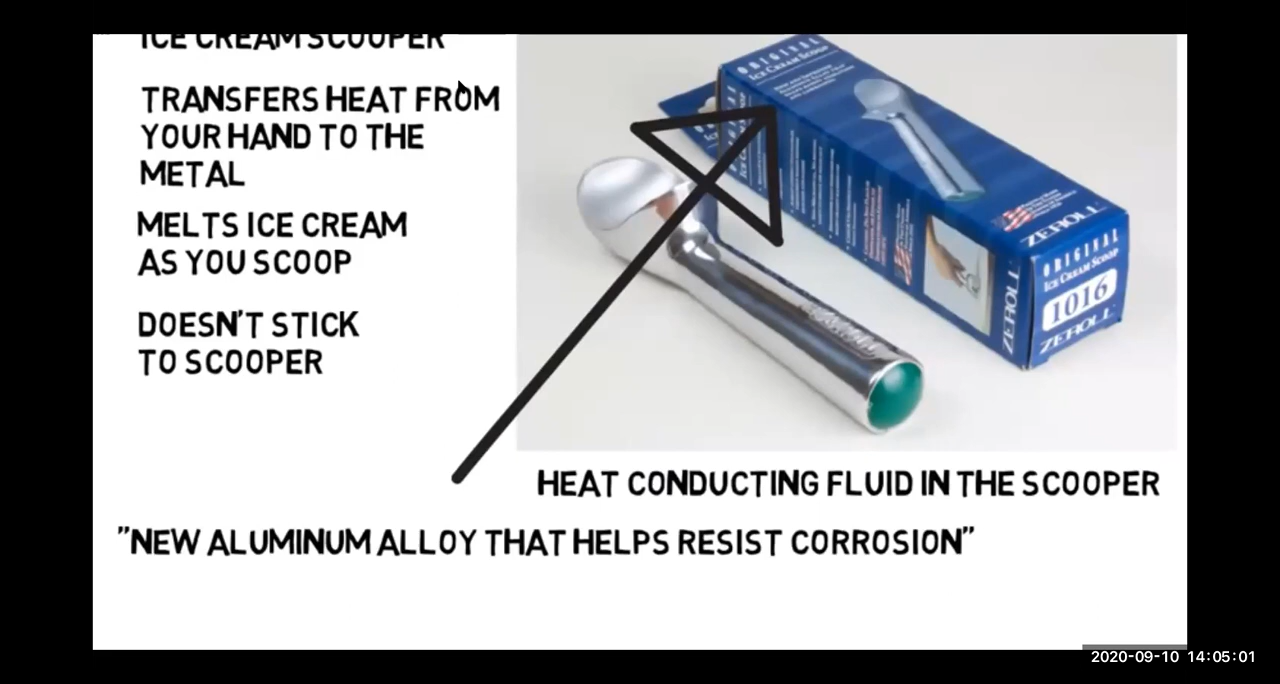 ICE CREAM SCOOPER
TRANSFERS HEAT FROM
YOUR HAND TO THE
METAL
MELTS ICE CREAM
AS YOU SCOOP
DOESN'T STICK
TO SCOOPER
ORIGINAL
ICE CREAM SCOOP
ZEROLL
ZEROLL
ORIGINAL
ICE CREAM SCOOP
1016
ZEROLL
HEAT CONDUCTING FLUID IN THE SCOOPER
"NEW ALUMINUM ALLOY THAT HELPS RESIST CORROSION"
2020-09-10 14:05:01